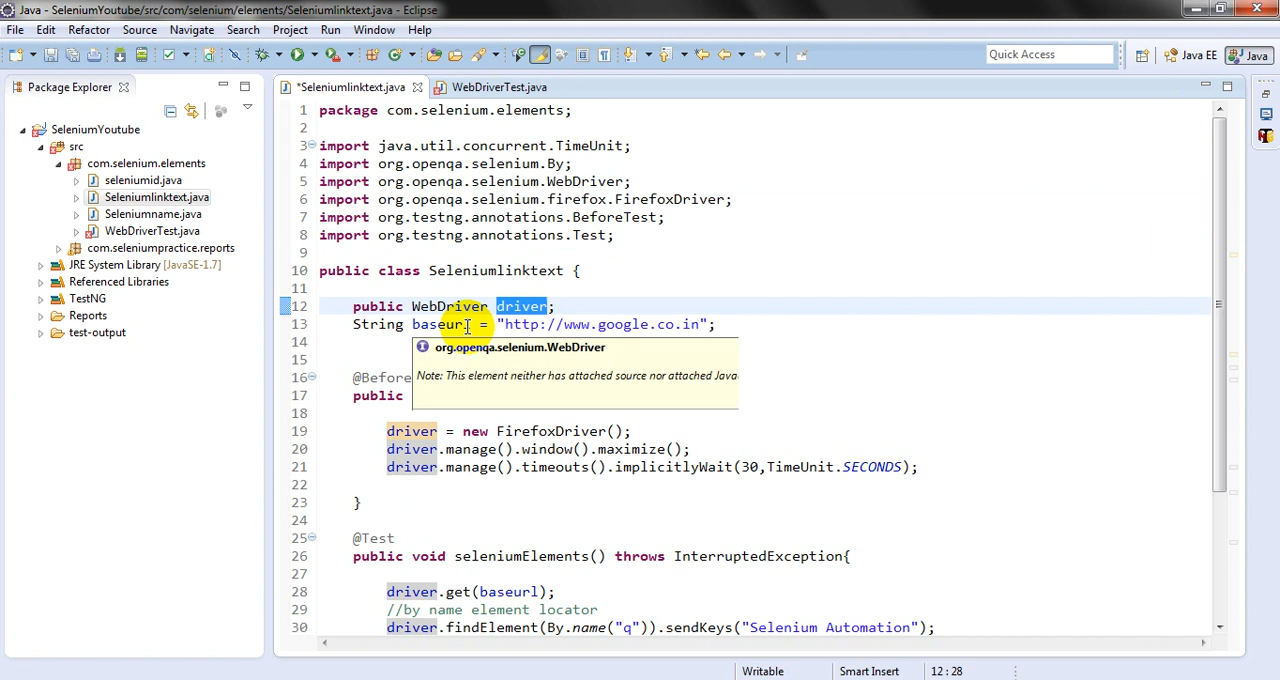 Java - SeleniumYoutube/src/com/selenium/elements/Seleniumlinktext.java - Eclipse
File Edit Refactor Source Navigate Search Project Run Window Help
Quick Access Java EE Java
Package Explorer
*Seleniumlinktext.java WebDriverTest.java
SeleniumYoutube
src
com.selenium.elements
seleniumid.java
Seleniumlinktext.java
Seleniumname.java
WebDriverTest.java
com.seleniumpractice.reports
JRE System Library [JavaSE-1.7]
Referenced Libraries
TestNG
Reports
test-output
1 package com.selenium.elements;
2
3 import java.util.concurrent.TimeUnit;
4 import org.openqa.selenium.By;
5 import org.openqa.selenium.WebDriver;
6 import org.openqa.selenium.firefox.FirefoxDriver;
7 import org.testng.annotations.BeforeTest;
8 import org.testng.annotations.Test;
9
10 public class Seleniumlinktext {
11
12 public WebDriver driver;
13 String baseurl = "http://www.google.co.in";
14
org.openqa.selenium.WebDriver
Note: This element neither has attached source nor attached Java
15
16 @Before
17 public
18
19 driver = new FirefoxDriver();
20 driver.manage().window().maximize();
21 driver.manage().timeouts().implicitlyWait(30,TimeUnit.SECONDS);
22
23 }
24
25 @Test
26 public void seleniumElements() throws InterruptedException{
27
28 driver.get(baseurl);
29 //by name element locator
30 driver.findElement(By.name("q")).sendKeys("Selenium Automation");
Writable Smart Insert 12 : 28